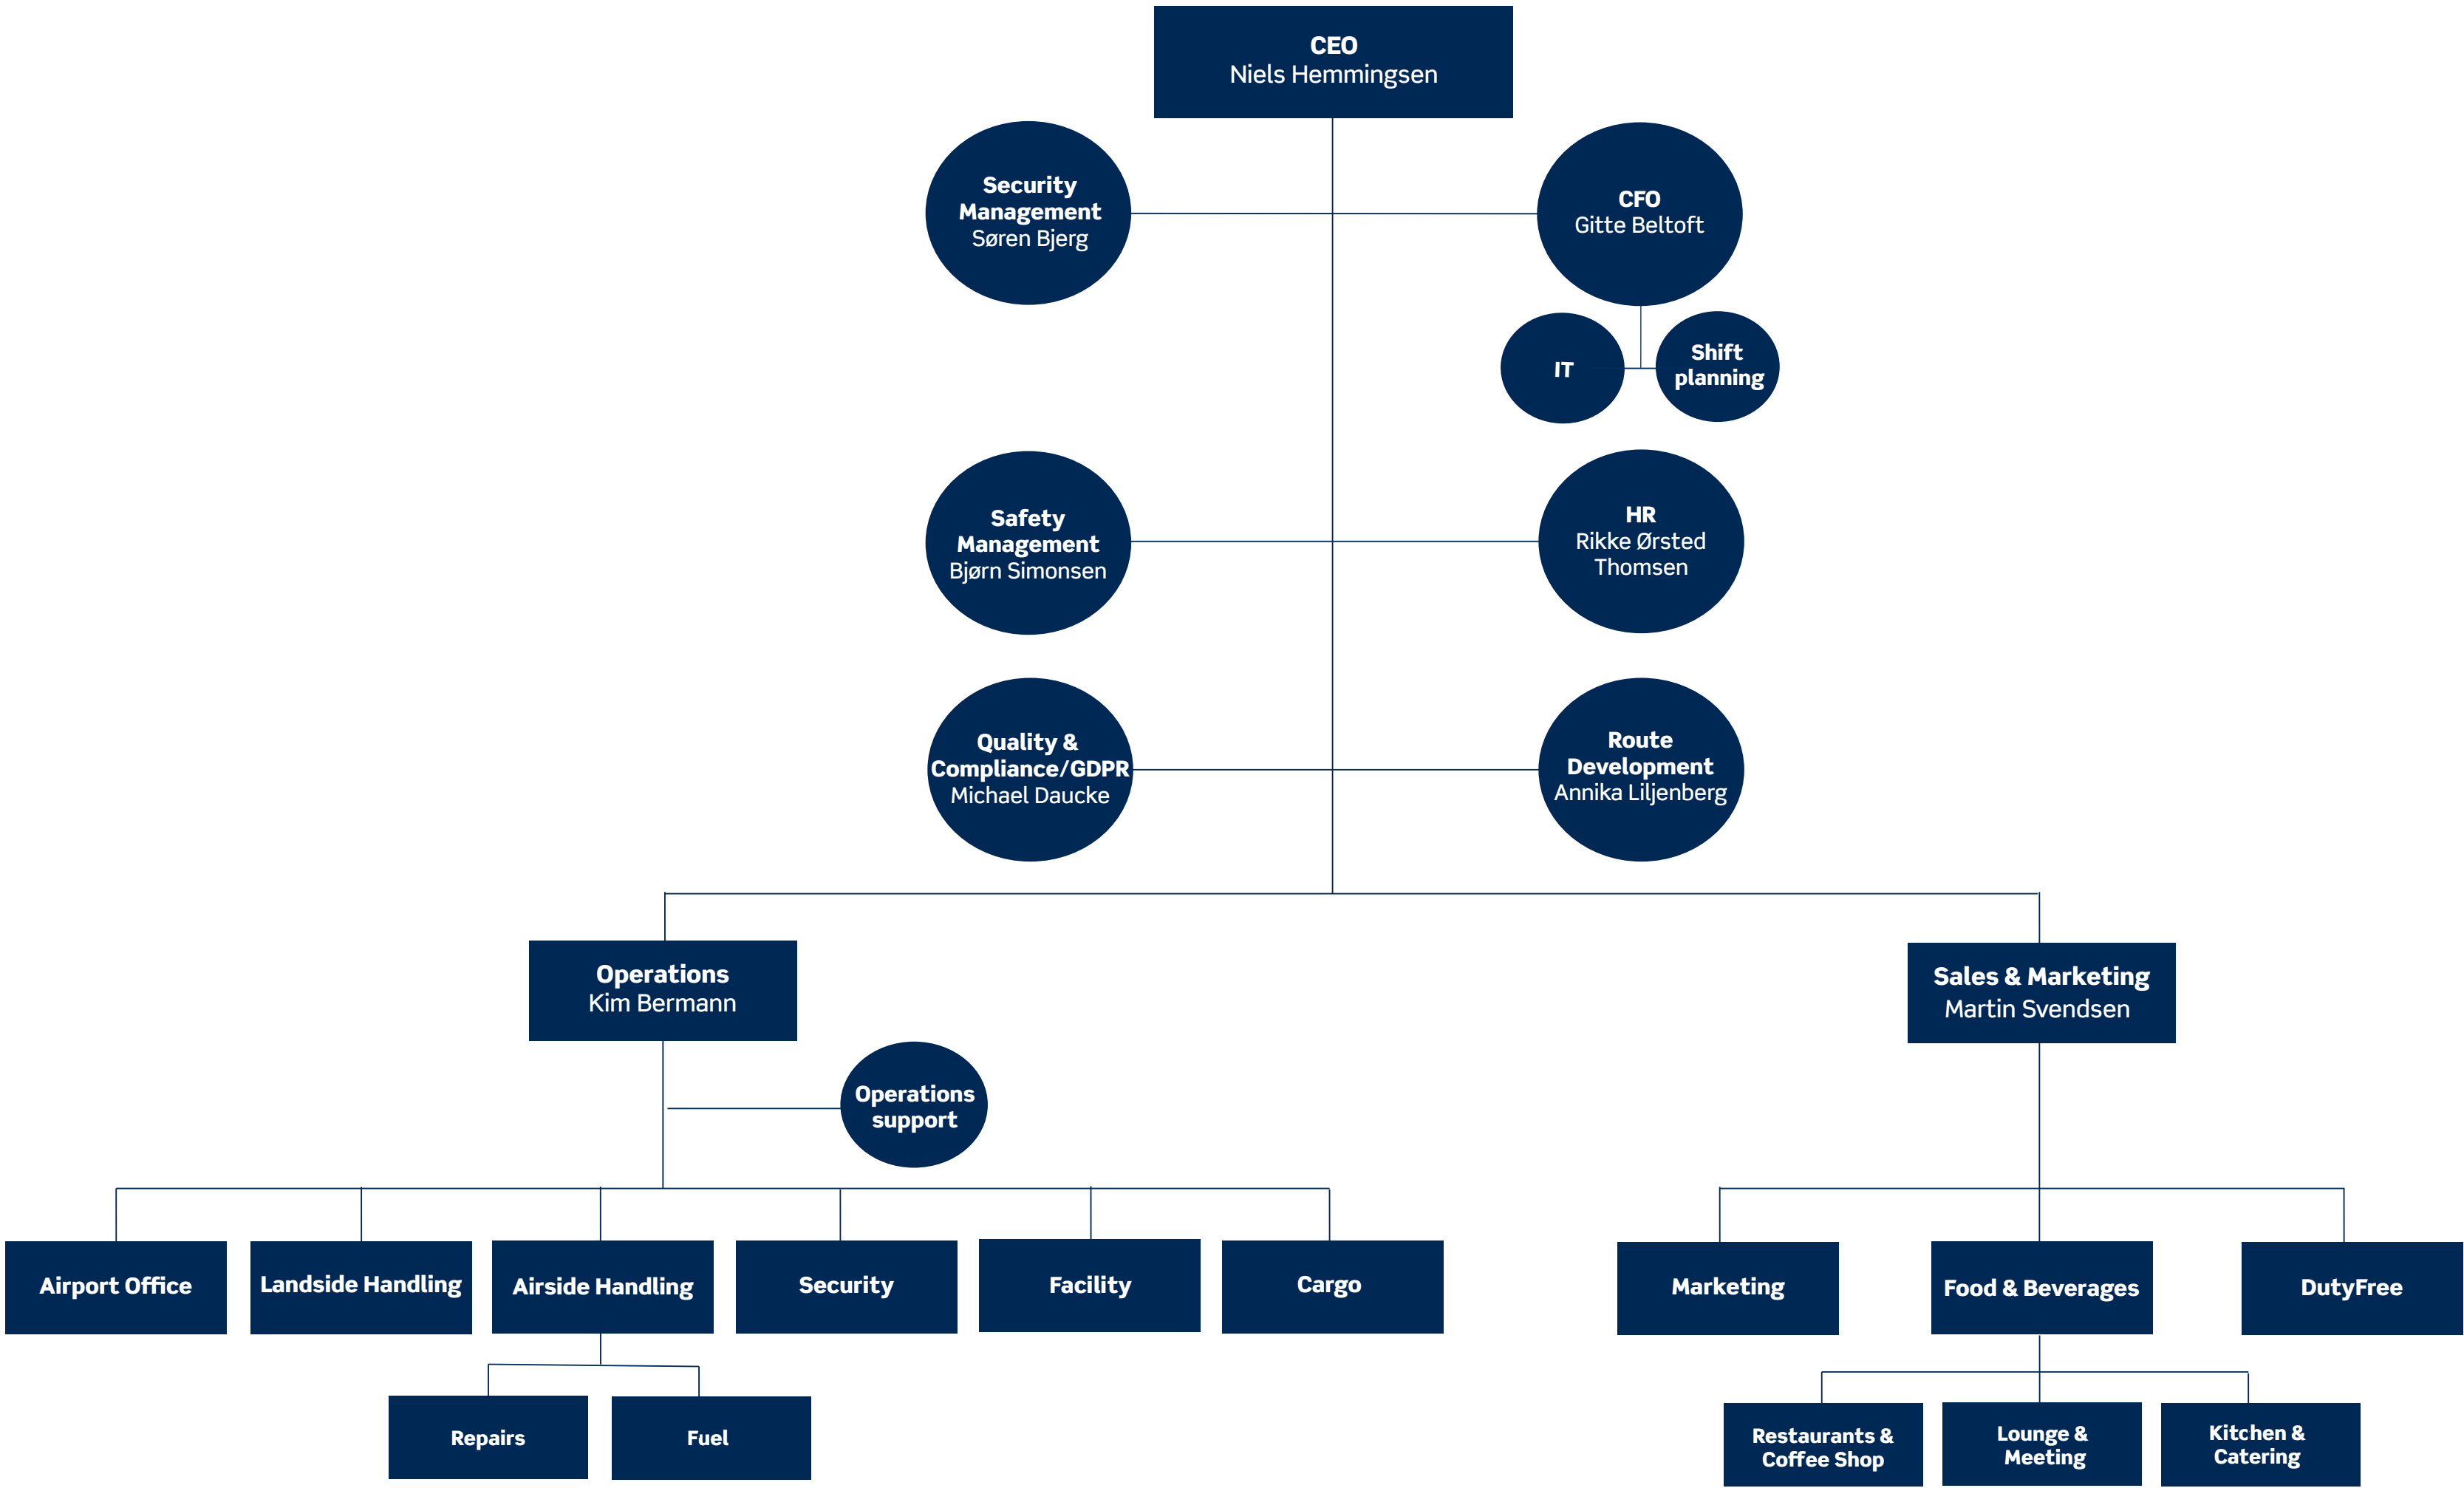 CEO
Niels Hemmingsen
Security
Management
Søren Bjerg
CFO
Gitte Beltoft
IT
Shift
planning
Safety
Management
Bjørn Simonsen
HR
Rikke Ørsted
Thomsen
Quality &
Compliance/GDPR
Michael Daucke
Route
Development
Annika Liljenberg
Operations
Kim Bermann
Sales & Marketing
Martin Svendsen
Operations
support
Airport Office
Landside Handling
Airside Handling
Security
Facility
Cargo
Marketing
Food & Beverages
DutyFree
Repairs
Fuel
Restaurants &
Coffee Shop
Lounge &
Meeting
Kitchen &
Catering